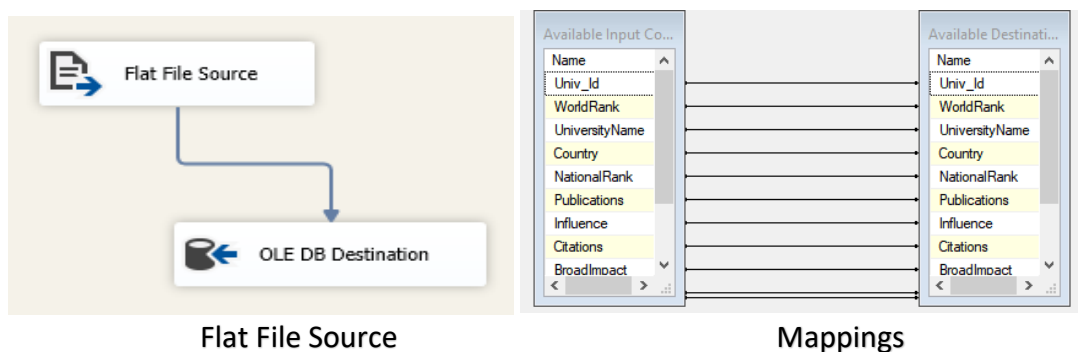 Flat File Source
OLE DB Destination
Available Input Co...
Name
Univ_Id
WorldRank
UniversityName
Country
NationalRank
Publications
Influence
Citations
BroadImpact
Available Destinati...
Name
Univ_Id
WorldRank
UniversityName
Country
NationalRank
Publications
Influence
Citations
BroadImpact
Flat File Source
Mappings